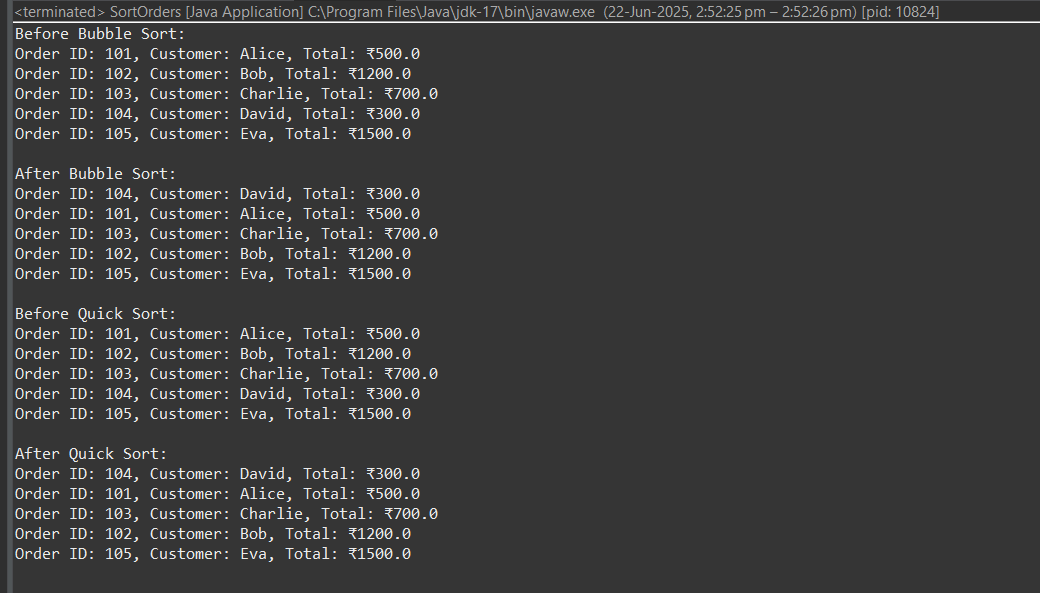 <terminated> SortOrders [Java Application] C:\Program Files\Java\jdk-17\bin\javaw.exe (22-Jun-2025, 2:52:25 pm – 2:52:26 pm) [pid: 10824]
Before Bubble Sort:
Order ID: 101, Customer: Alice, Total: ₹500.0
Order ID: 102, Customer: Bob, Total: ₹1200.0
Order ID: 103, Customer: Charlie, Total: ₹700.0
Order ID: 104, Customer: David, Total: ₹300.0
Order ID: 105, Customer: Eva, Total: ₹1500.0

After Bubble Sort:
Order ID: 104, Customer: David, Total: ₹300.0
Order ID: 101, Customer: Alice, Total: ₹500.0
Order ID: 103, Customer: Charlie, Total: ₹700.0
Order ID: 102, Customer: Bob, Total: ₹1200.0
Order ID: 105, Customer: Eva, Total: ₹1500.0

Before Quick Sort:
Order ID: 101, Customer: Alice, Total: ₹500.0
Order ID: 102, Customer: Bob, Total: ₹1200.0
Order ID: 103, Customer: Charlie, Total: ₹700.0
Order ID: 104, Customer: David, Total: ₹300.0
Order ID: 105, Customer: Eva, Total: ₹1500.0

After Quick Sort:
Order ID: 104, Customer: David, Total: ₹300.0
Order ID: 101, Customer: Alice, Total: ₹500.0
Order ID: 103, Customer: Charlie, Total: ₹700.0
Order ID: 102, Customer: Bob, Total: ₹1200.0
Order ID: 105, Customer: Eva, Total: ₹1500.0